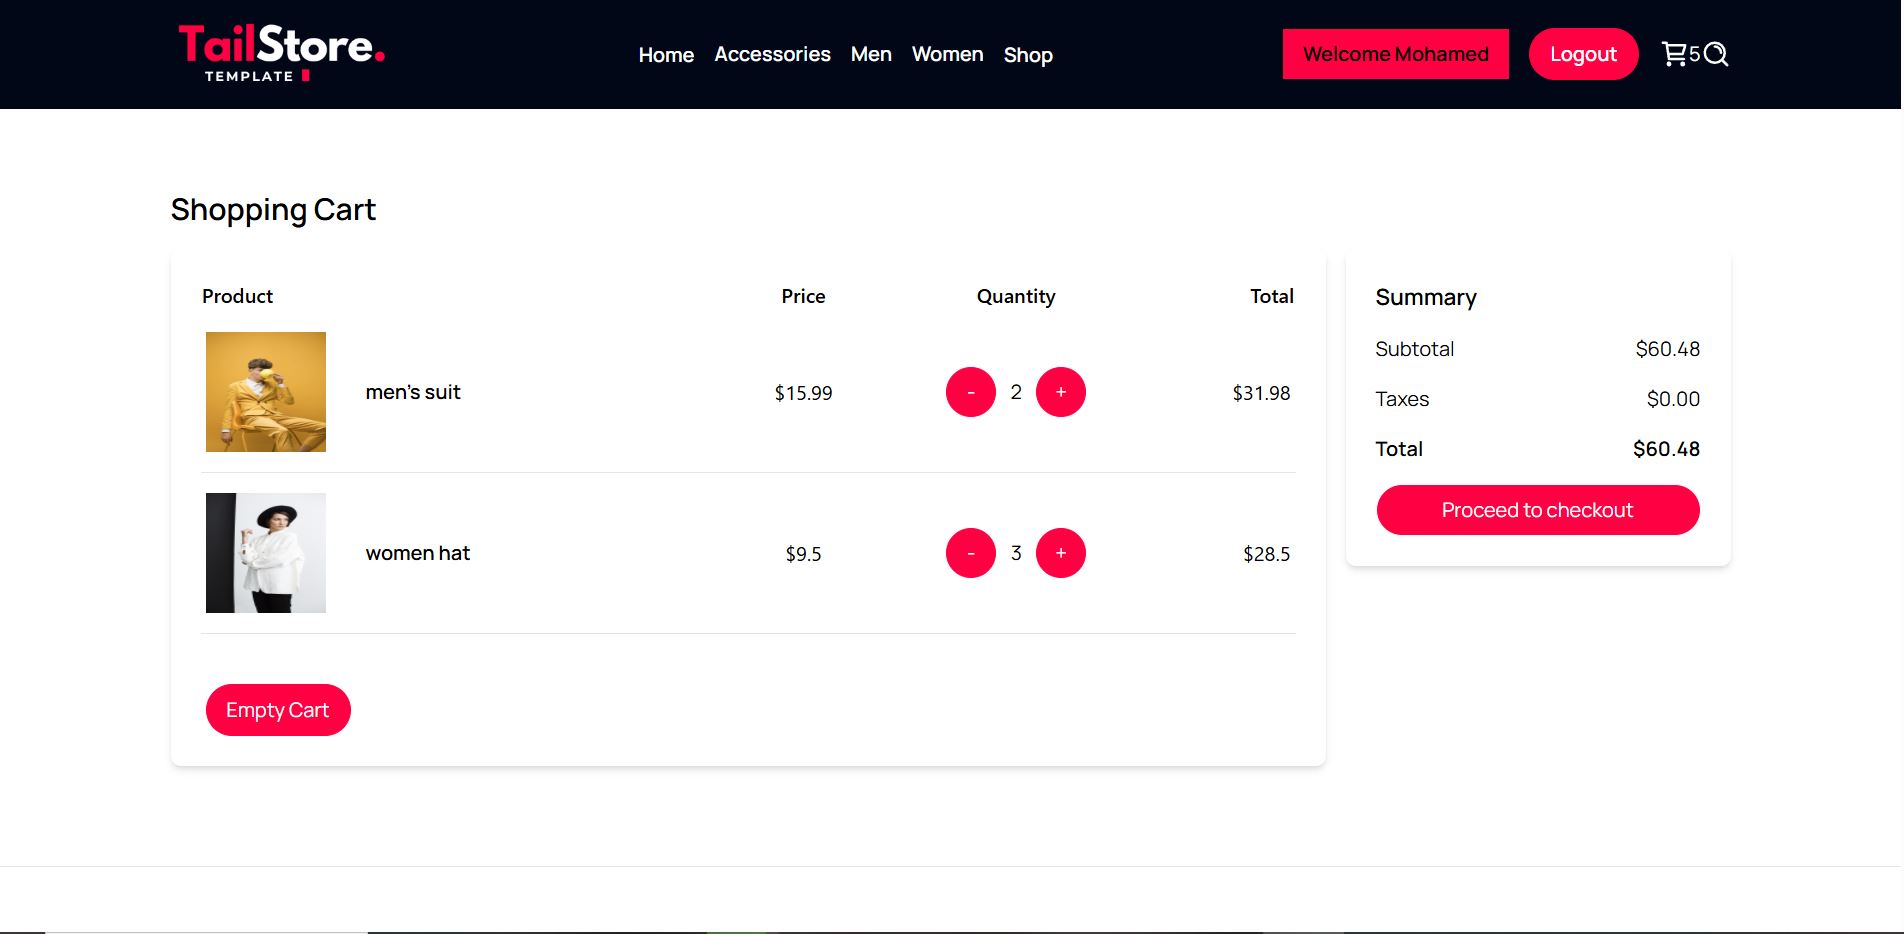 TailStore.
TEMPLATE
Home Accessories Men Women Shop
Welcome Mohamed
Logout
5
Shopping Cart
Product Price Quantity Total
men's suit $15.99 - 2 + $31.98
women hat $9.5 - 3 + $28.5
Empty Cart
Summary
Subtotal $60.48
Taxes $0.00
Total $60.48
Proceed to checkout